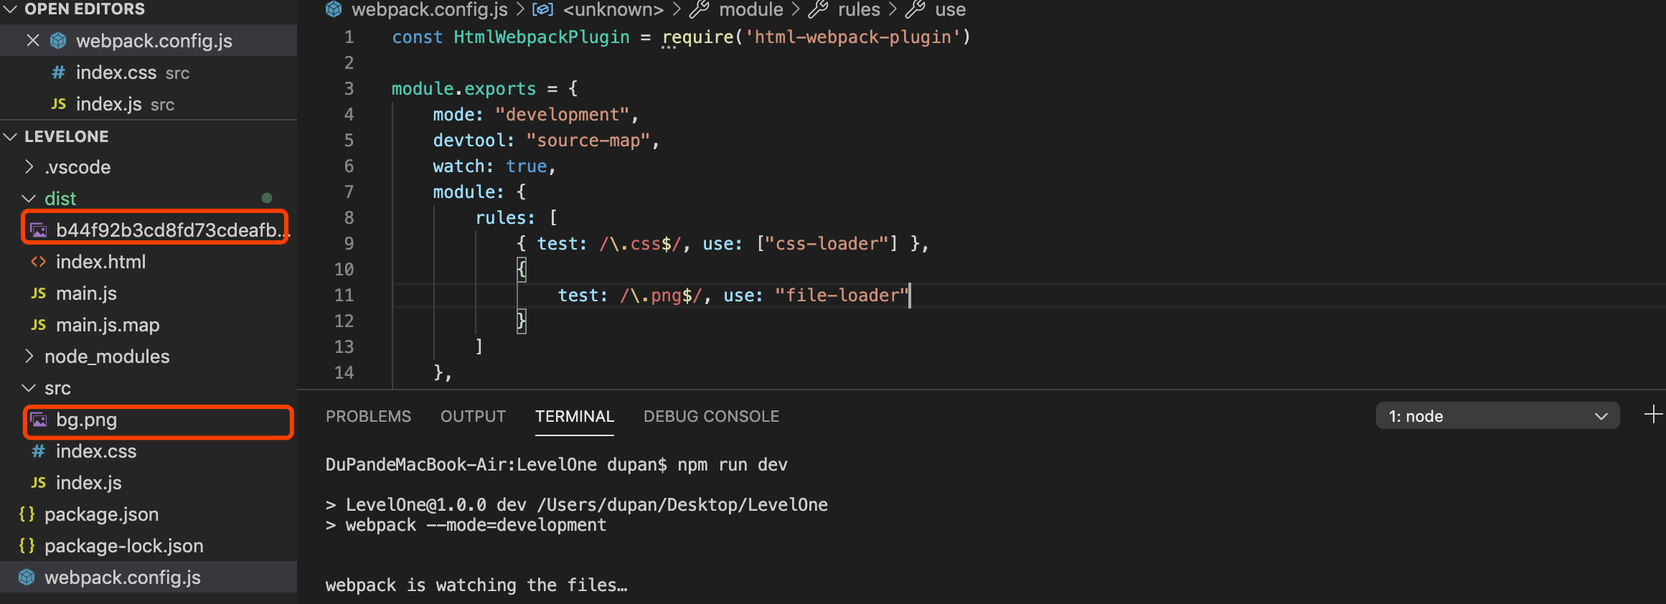 OPEN EDITORS
webpack.config.js
# index.css src
JS index.js src
LEVELONE
.vscode
dist
b44f92b3cd8fd73cdeafb...
<> index.html
JS main.js
JS main.js.map
node_modules
src
bg.png
# index.css
JS index.js
{} package.json
{} package-lock.json
webpack.config.js
webpack.config.js > <unknown> > module > rules > use
1 const HtmlWebpackPlugin = require('html-webpack-plugin')
2
3 module.exports = {
4 mode: "development",
5 devtool: "source-map",
6 watch: true,
7 module: {
8 rules: [
9 { test: /\.css$/, use: ["css-loader"] },
10 {
11 test: /\.png$/, use: "file-loader"
12 }
13 ]
14 },
PROBLEMS OUTPUT TERMINAL DEBUG CONSOLE
1: node
DuPandeMacBook-Air:LevelOne dupan$ npm run dev
> LevelOne@1.0.0 dev /Users/dupan/Desktop/LevelOne
> webpack --mode=development
webpack is watching the files…